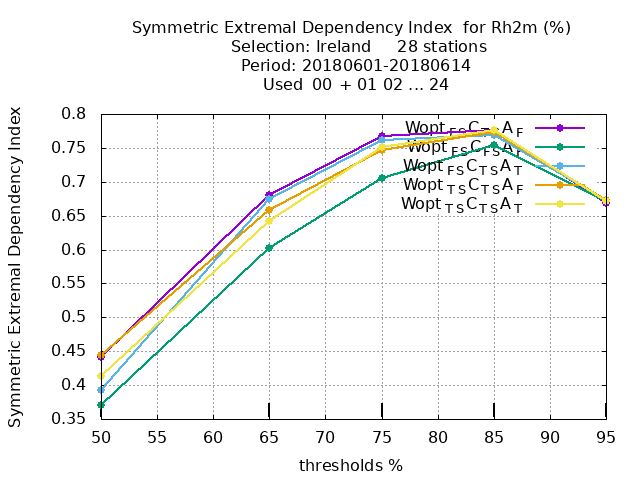 Symmetric Extremal Dependency Index for Rh2m (%)
Selection: Ireland 28 stations
Period: 20180601-20180614
Used 00 + 01 02 ... 24
Symmetric Extremal Dependency Index
0.8
0.75
0.7
0.65
0.6
0.55
0.5
0.45
0.4
0.35
Wopt FS C TS A F
Wopt FS C FS A F
Wopt FS C TS A T
Wopt TS C TS A F
Wopt TS C TS A T
50 55 60 65 70 75 80 85 90 95
thresholds %